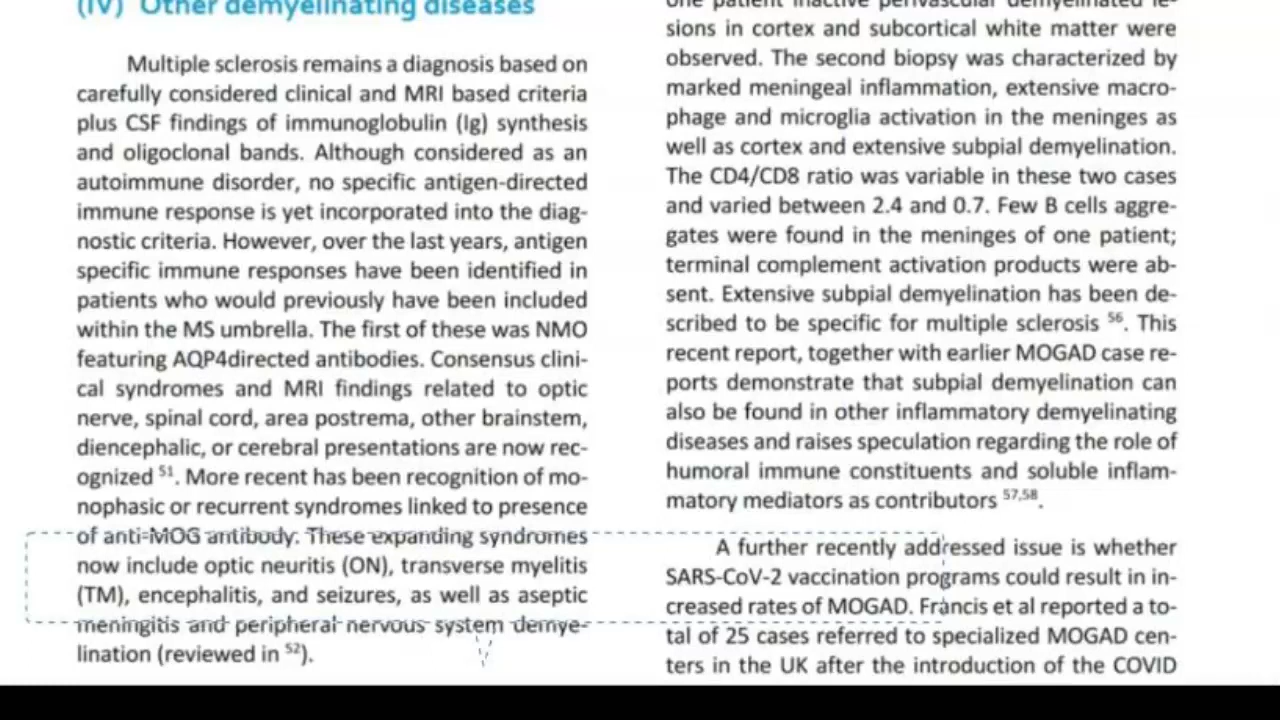 (IV) Other demyelinating diseases
Multiple sclerosis remains a diagnosis based on
carefully considered clinical and MRI based criteria
plus CSF findings of immunoglobulin (Ig) synthesis
and oligoclonal bands. Although considered as an
autoimmune disorder, no specific antigen-directed
immune response is yet incorporated into the diag-
nostic criteria. However, over the last years, antigen
specific immune responses have been identified in
patients who would previously have been included
within the MS umbrella. The first of these was NMO
featuring AQP4directed antibodies. Consensus clini-
cal syndromes and MRI findings related to optic
nerve, spinal cord, area postrema, other brainstem,
diencephalic, or cerebral presentations are now rec-
ognized 51. More recent has been recognition of mo-
nophasic or recurrent syndromes linked to presence
of anti-MOG antibody. These expanding syndromes
now include optic neuritis (ON), transverse myelitis
(TM), encephalitis, and seizures, as well as aseptic
meningitis and peripheral nervous system demye-
lination (reviewed in 52).
one patient inactive perivascular demyelinated le-
sions in cortex and subcortical white matter were
observed. The second biopsy was characterized by
marked meningeal inflammation, extensive macro-
phage and microglia activation in the meninges as
well as cortex and extensive subpial demyelination.
The CD4/CD8 ratio was variable in these two cases
and varied between 2.4 and 0.7. Few B cells aggre-
gates were found in the meninges of one patient;
terminal complement activation products were ab-
sent. Extensive subpial demyelination has been de-
scribed to be specific for multiple sclerosis 56. This
recent report, together with earlier MOGAD case re-
ports demonstrate that subpial demyelination can
also be found in other inflammatory demyelinating
diseases and raises speculation regarding the role of
humoral immune constituents and soluble inflam-
matory mediators as contributors 57,58.
A further recently addressed issue is whether
SARS-CoV-2 vaccination programs could result in in-
creased rates of MOGAD. Francis et al reported a to-
tal of 25 cases referred to specialized MOGAD cen-
ters in the UK after the introduction of the COVID